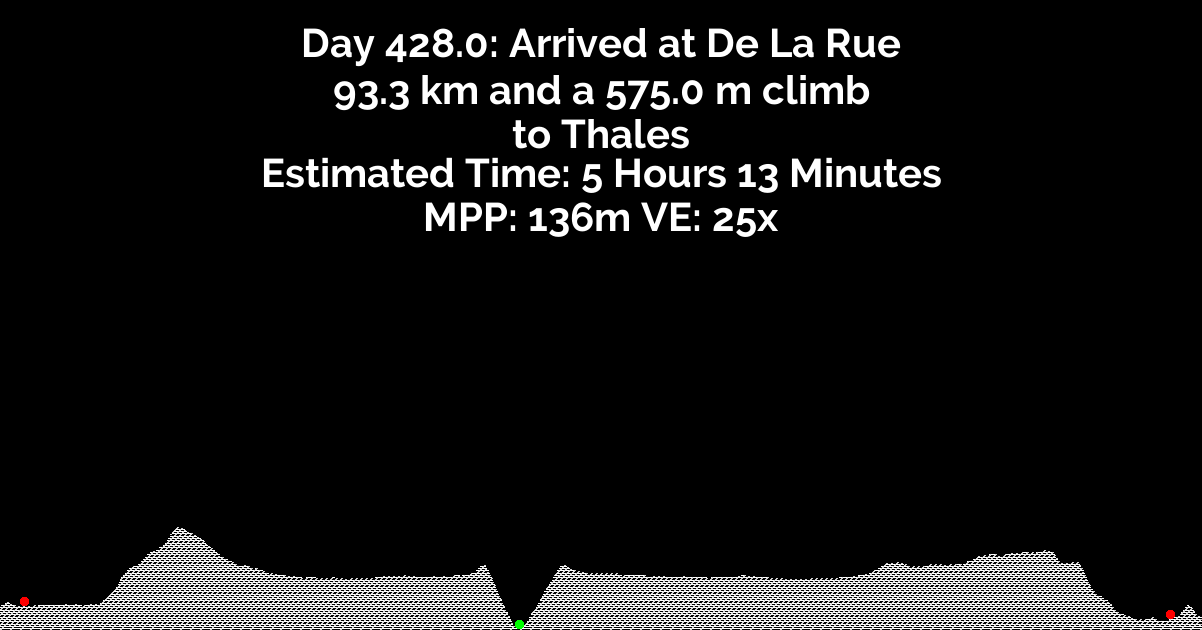 Day 428.0: Arrived at De La Rue
93.3 km and a 575.0 m climb
to Thales
Estimated Time: 5 Hours 13 Minutes
MPP: 136m VE: 25x